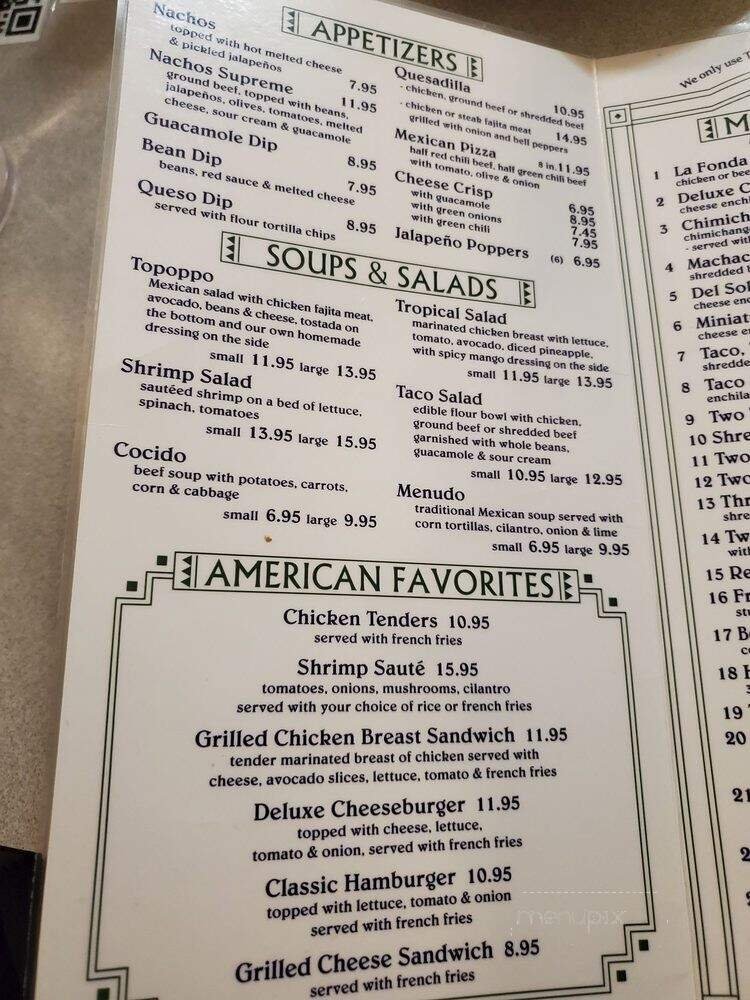 APPETIZERS
Nachos
topped with hot melted cheese
& pickled jalapeños 7.95
Nachos Supreme 11.95
ground beef, topped with beans,
jalapeños, olives, tomatoes, melted
cheese, sour cream & guacamole
Guacamole Dip 8.95
Bean Dip 7.95
beans, red sauce & melted cheese
Queso Dip 8.95
served with flour tortilla chips
Quesadilla
- chicken, ground beef or shredded beef 10.95
- chicken or steak fajita meat 14.95
grilled with onion and bell peppers
Mexican Pizza 8 in. 11.95
half red chili beef, half green chili beef
with tomato, olive & onion
Cheese Crisp 6.95
with guacamole 8.95
with green onions 7.45
with green chili 7.95
Jalapeño Poppers (6) 6.95
SOUPS & SALADS
Topoppo
Mexican salad with chicken fajita meat,
avocado, beans & cheese, tostada on
the bottom and our own homemade
dressing on the side
small 11.95 large 13.95
Shrimp Salad
sautéed shrimp on a bed of lettuce,
spinach, tomatoes
small 13.95 large 15.95
Cocido
beef soup with potatoes, carrots,
corn & cabbage
small 6.95 large 9.95
Tropical Salad
marinated chicken breast with lettuce,
tomato, avocado, diced pineapple,
with spicy mango dressing on the side
small 11.95 large 13.95
Taco Salad
edible flour bowl with chicken,
ground beef or shredded beef
garnished with whole beans,
guacamole & sour cream
small 10.95 large 12.95
Menudo
traditional Mexican soup served with
corn tortillas, cilantro, onion & lime
small 6.95 large 9.95
AMERICAN FAVORITES
Chicken Tenders 10.95
served with french fries
Shrimp Sauté 15.95
tomatoes, onions, mushrooms, cilantro
served with your choice of rice or french fries
Grilled Chicken Breast Sandwich 11.95
tender marinated breast of chicken served with
cheese, avocado slices, lettuce, tomato & french fries
Deluxe Cheeseburger 11.95
topped with cheese, lettuce,
tomato & onion, served with french fries
Classic Hamburger 10.95
topped with lettuce, tomato & onion
served with french fries
Grilled Cheese Sandwich 8.95
served with french fries
We only use
1 La Fonda
chicken or
2 Deluxe
cheese
3
- served
4
shredded
5 Del
cheese
6
cheese
7 Taco,
8 Taco
9 Two
10
11 Two
12 Two
13
14
15
16
17
18
19
20
21
menupix